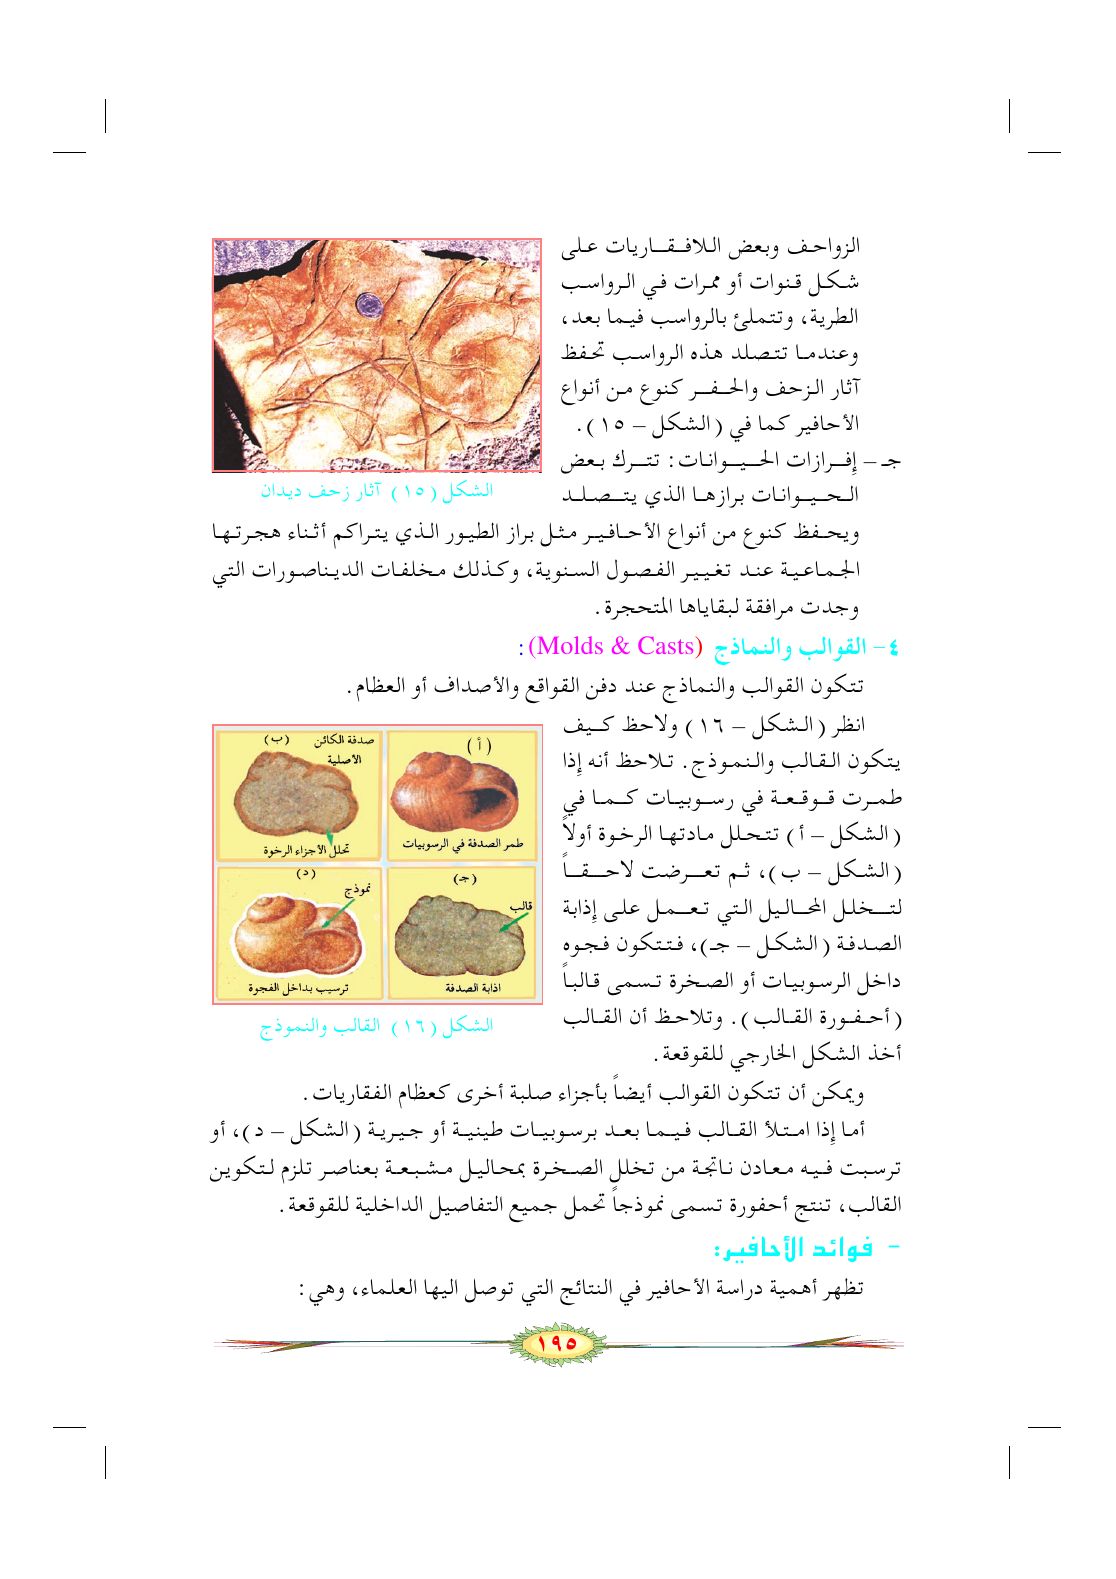 الزواحف وبعض اللافقاريات على
شكل قنوات أو ممرات في الرواسب
الطرية، وتتملئ بالرواسب فيما بعد،
وعندما تتصلد هذه الرواسب تحفظ
آثار الزحف والحفر كنوع من أنواع
الأحافير كما في (الشكل – ١٥).
جـ – إفرازات الحيوانات: تترك بعض
الحيوانات برازها الذي يتصلد
الشكل (١٥) آثار زحف ديدان
ويحفظ كنوع من أنواع الأحافير مثل براز الطيور الذي يتراكم أثناء هجرتها
الجماعية عند تغيير الفصول السنوية، وكذلك مخلفات الديناصورات التي
وجدت مرافقة لبقاياها المتحجرة.
٤- القوالب والنماذج (Molds & Casts):
تتكون القوالب والنماذج عند دفن القواقع والأصداف أو العظام.
انظر (الشكل – ١٦) ولاحظ كيف
يتكون القالب والنموذج. تلاحظ أنه إذا
طمرت قوقعة في رسوبيات كما في
(الشكل – أ) تتحلل مادتها الرخوة أولاً
(الشكل – ب)، ثم تعرضت لاحقاً
لتخلل المحاليل التي تعمل على إذابة
الصدفة (الشكل – جـ)، فتتكون فجوه
داخل الرسوبيات أو الصخرة تسمى قالباً
(أحفورة القالب). وتلاحظ أن القالب
أخذ الشكل الخارجي للقوقعة.
(أ)
طمر الصدفة في الرسوبيات
(ب)
صدفة الكائن
الأصلية
تحلل الأجزاء الرخوة
(جـ)
قالب
اذابة الصدفة
(د)
نموذج
ترسيب بداخل الفجوة
الشكل (١٦) القالب والنموذج
ويمكن أن تتكون القوالب أيضاً بأجزاء صلبة أخرى كعظام الفقاريات.
أما إذا امتلأ القالب فيما بعد برسوبيات طينية أو جيرية (الشكل – د)، أو
ترسبت فيه معادن ناتجة من تخلل الصخرة بمحاليل مشبعة بعناصر تلزم لتكوين
القالب، تنتج أحفورة تسمى نموذجاً تحمل جميع التفاصيل الداخلية للقوقعة.
- فوائد الأحافير:
تظهر أهمية دراسة الأحافير في النتائج التي توصل اليها العلماء، وهي:
١٩٥